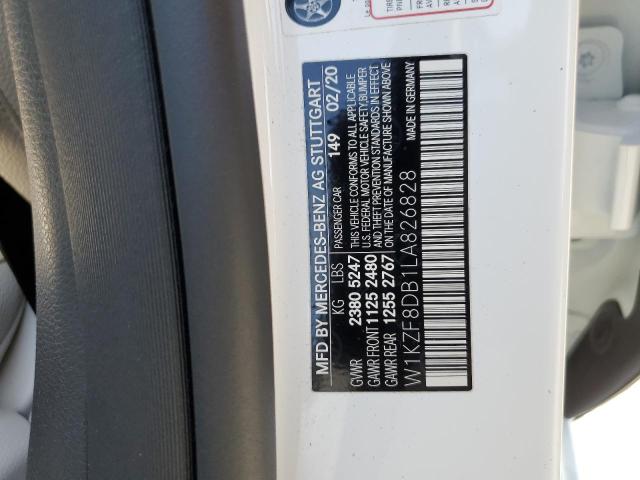 MFD BY MERCEDES-BENZ AG STUTTGART
KG LBS PASSENGER CAR 149 02/20
GVWR 2380 5247 THIS VEHICLE CONFORMS TO ALL APPLICABLE
U.S. FEDERAL MOTOR VEHICLE SAFETY/BUMPER
GAWR FRONT 1125 2480 AND THEFT PREVENTION STANDARDS IN EFFECT
GAWR REAR 1255 2767 ON THE DATE OF MANUFACTURE SHOWN ABOVE
MADE IN GERMANY
W1KZF8DB1LA826828
TIRE